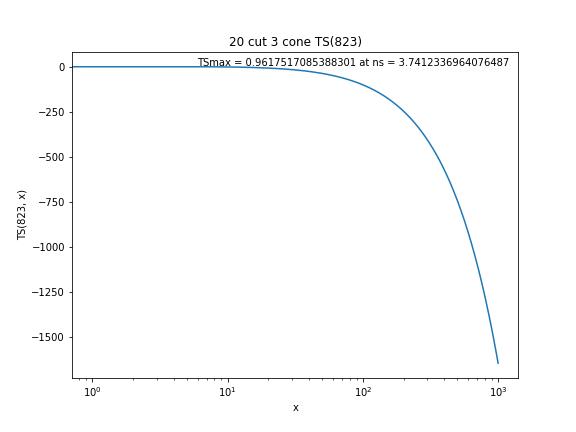 20 cut 3 cone TS(823)
TSmax = 0.9617517085388301 at ns = 3.7412336964076487
0
−250
−500
−750
−1000
−1250
−1500
TS(823, x)
10⁰ 10¹ 10² 10³
x